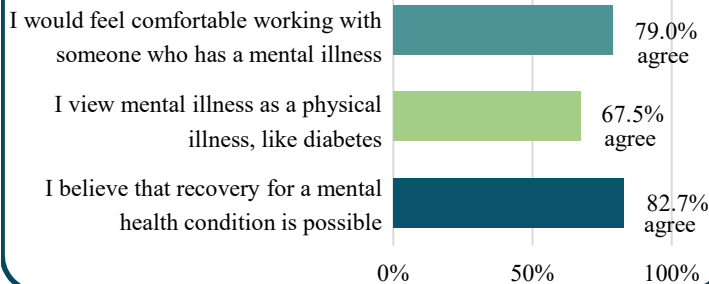 I would feel comfortable working with
someone who has a mental illness
79.0%
agree
I view mental illness as a physical
illness, like diabetes
67.5%
agree
I believe that recovery for a mental
health condition is possible
82.7%
agree
0% 50% 100%